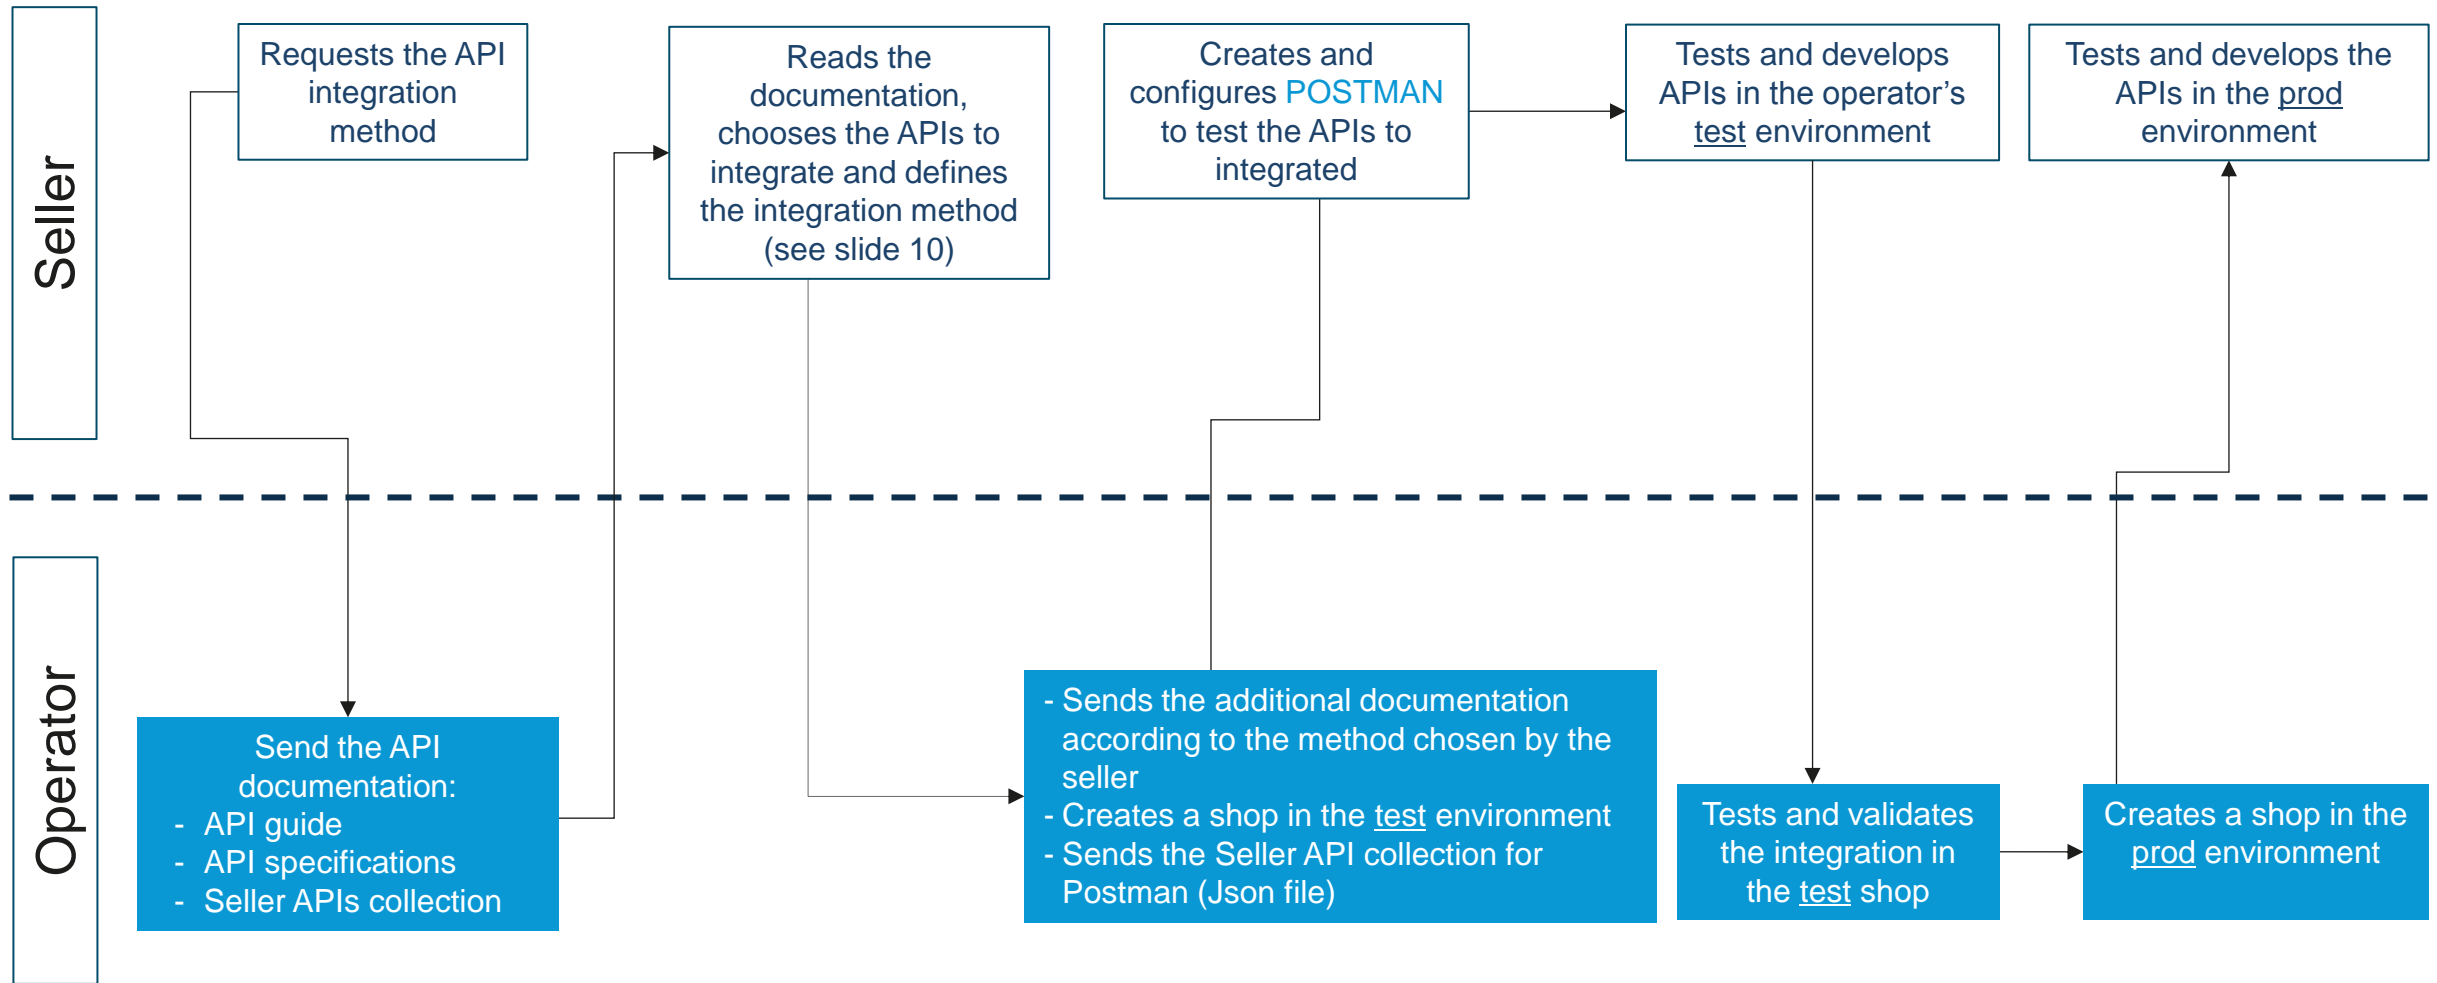 Seller
Requests the API
integration
method
Reads the
documentation,
chooses the APIs to
integrate and defines
the integration method
(see slide 10)
Creates and
configures POSTMAN
to test the APIs to
integrated
Tests and develops
APIs in the operator’s
test environment
Tests and develops the
APIs in the prod
environment
Operator
Send the API
documentation:
- API guide
- API specifications
- Seller APIs collection
- Sends the additional documentation
according to the method chosen by the
seller
- Creates a shop in the test environment
- Sends the Seller API collection for
Postman (Json file)
Tests and validates
the integration in
the test shop
Creates a shop in the
prod environment